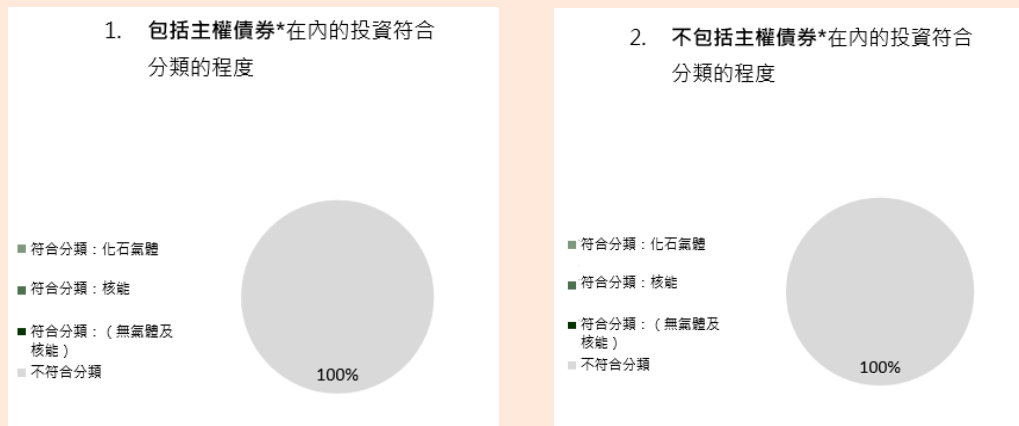 1. 包括主權債券*在內的投資符合
分類的程度
符合分類：化石氣體
符合分類：核能
符合分類：（無氣體及
核能）
不符合分類
100%
2. 不包括主權債券*在內的投資符合
分類的程度
符合分類：化石氣體
符合分類：核能
符合分類：（無氣體及
核能）
不符合分類
100%